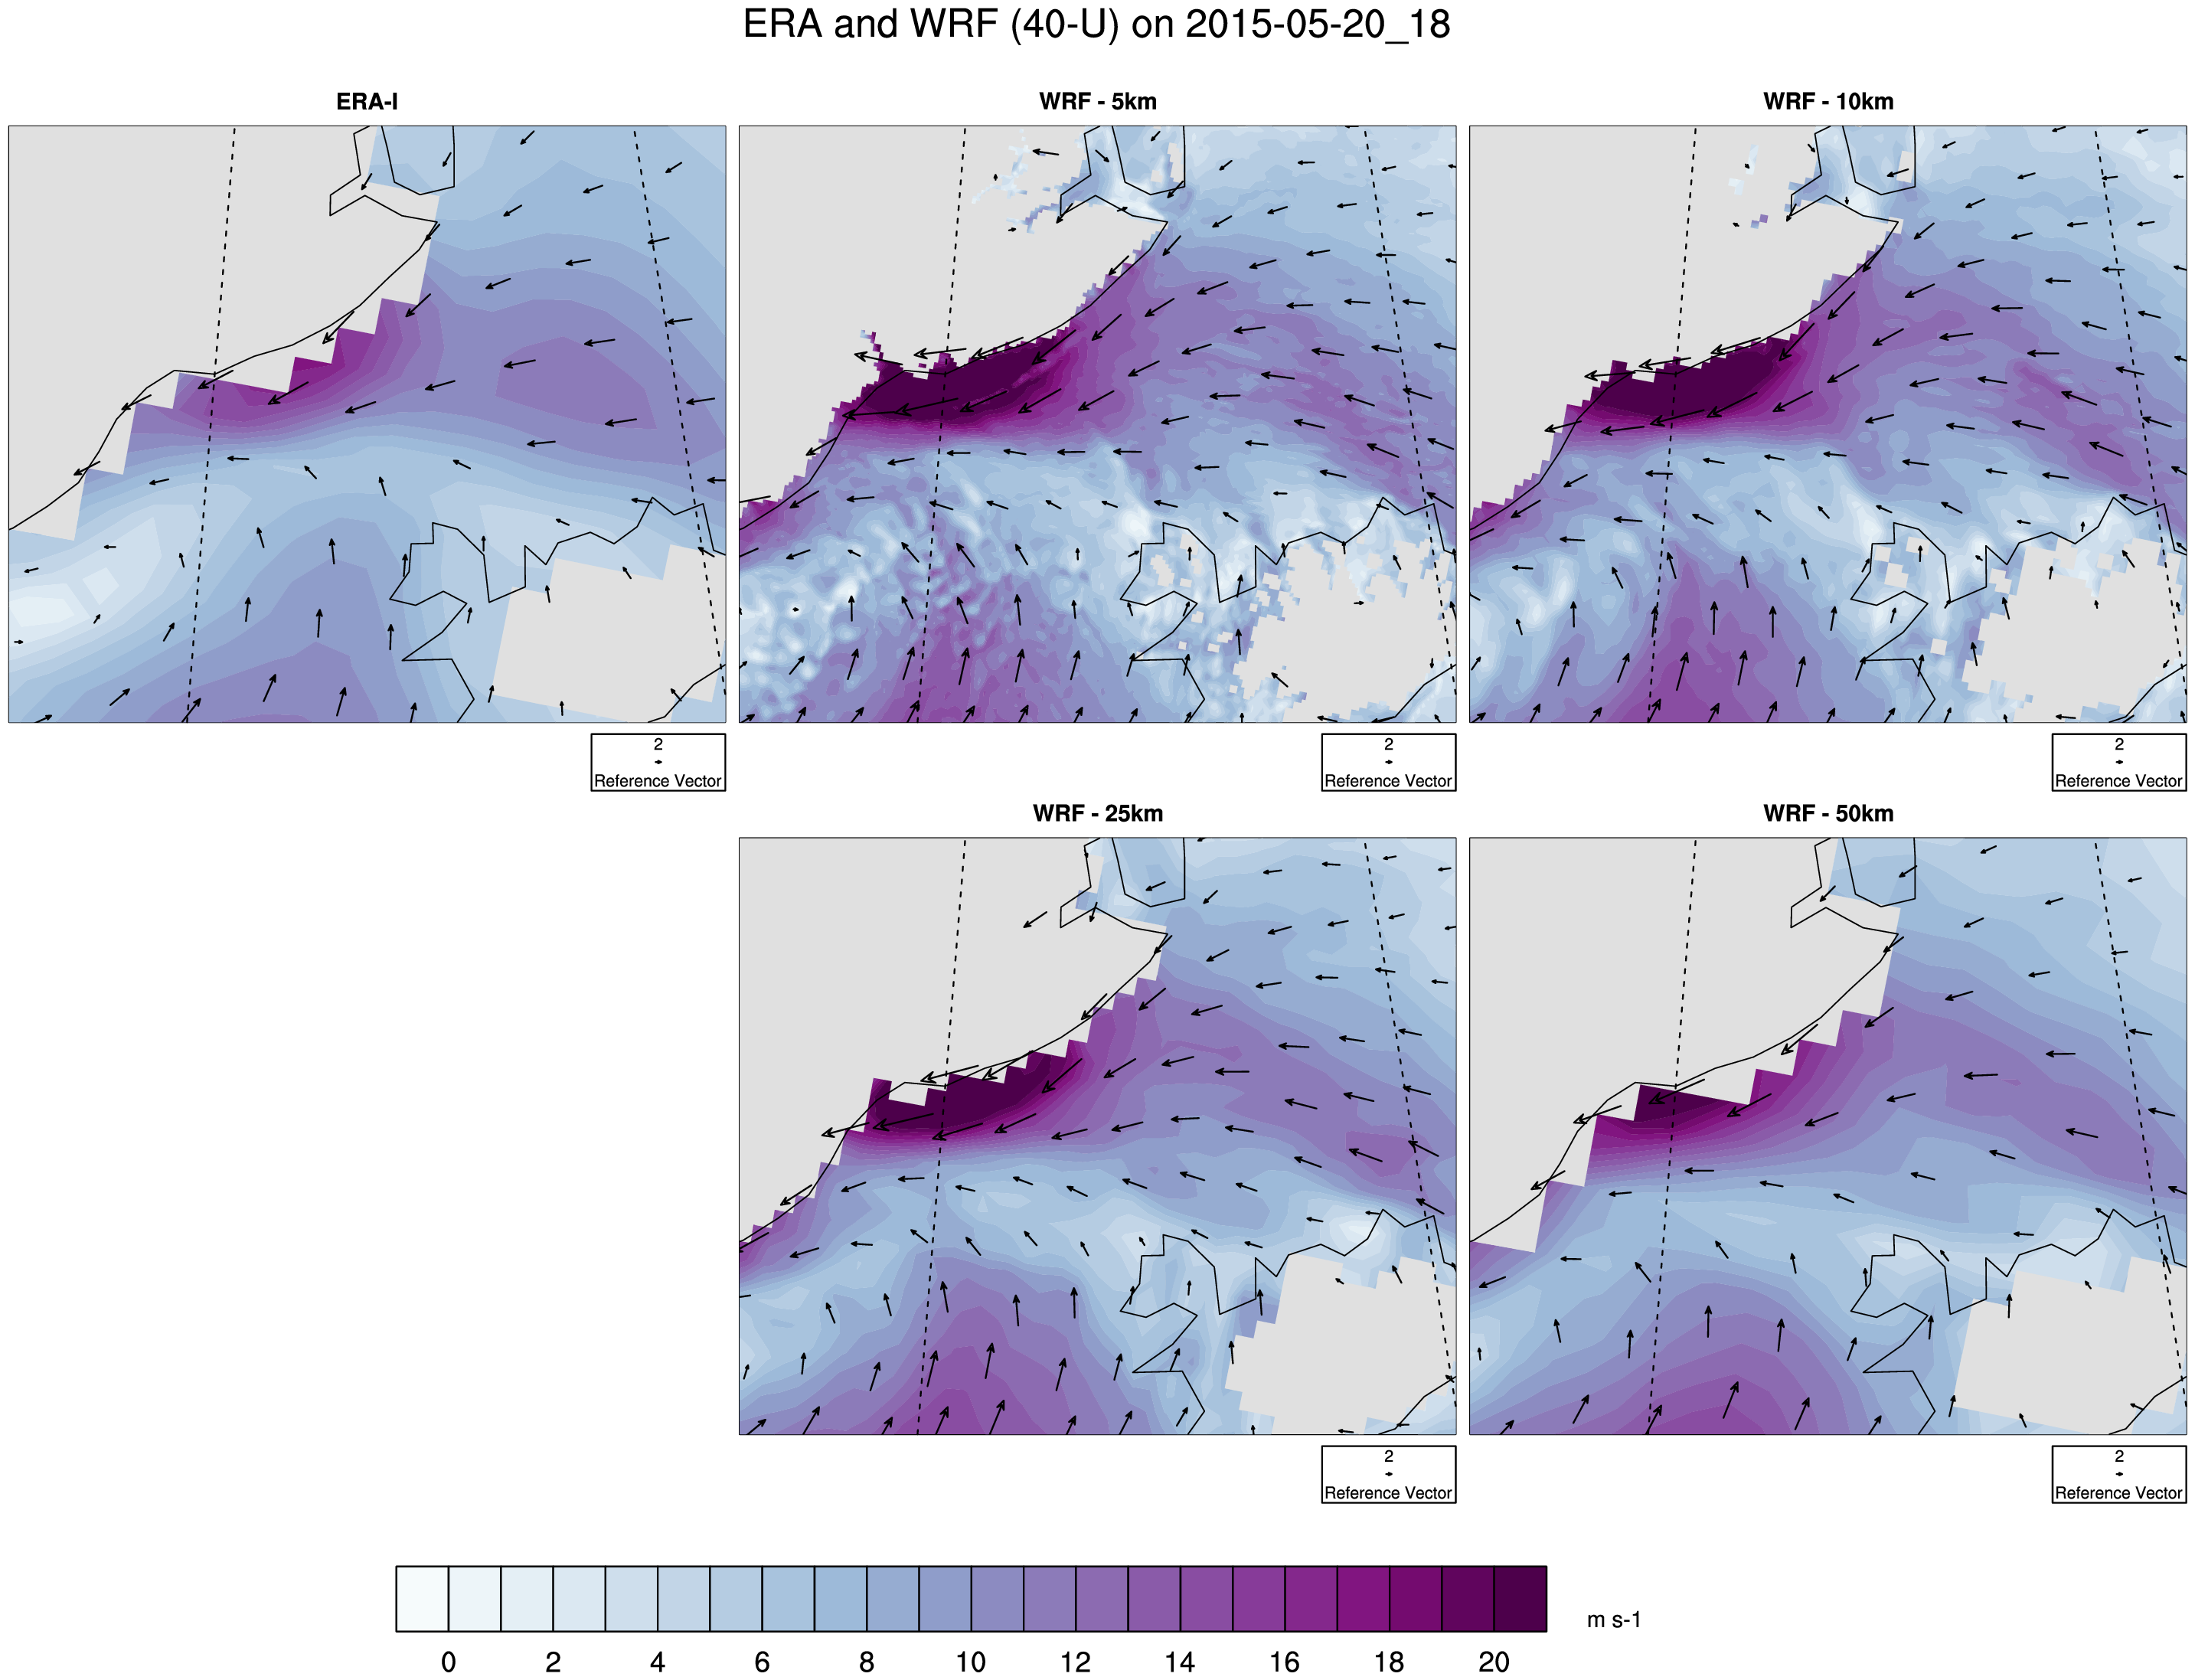 ERA and WRF (40-U) on 2015-05-20_18
ERA-I
WRF - 5km
WRF - 10km
2
Reference Vector
2
Reference Vector
2
Reference Vector
WRF - 25km
WRF - 50km
2
Reference Vector
2
Reference Vector
m s-1
0 2 4 6 8 10 12 14 16 18 20